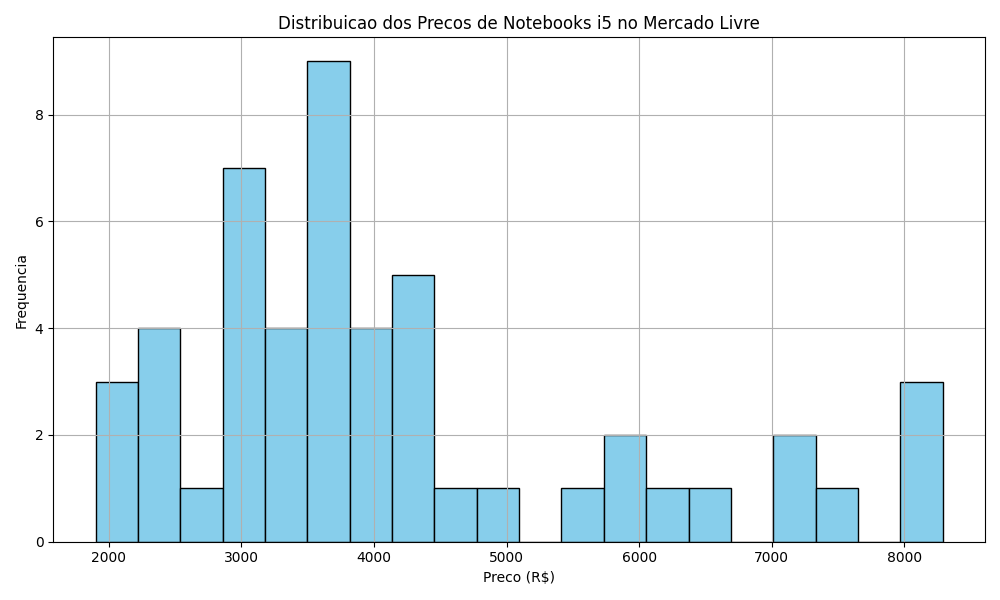 Distribuicao dos Precos de Notebooks i5 no Mercado Livre
8
6
4
2
0
Frequencia
2000 3000 4000 5000 6000 7000 8000
Preco (R$)